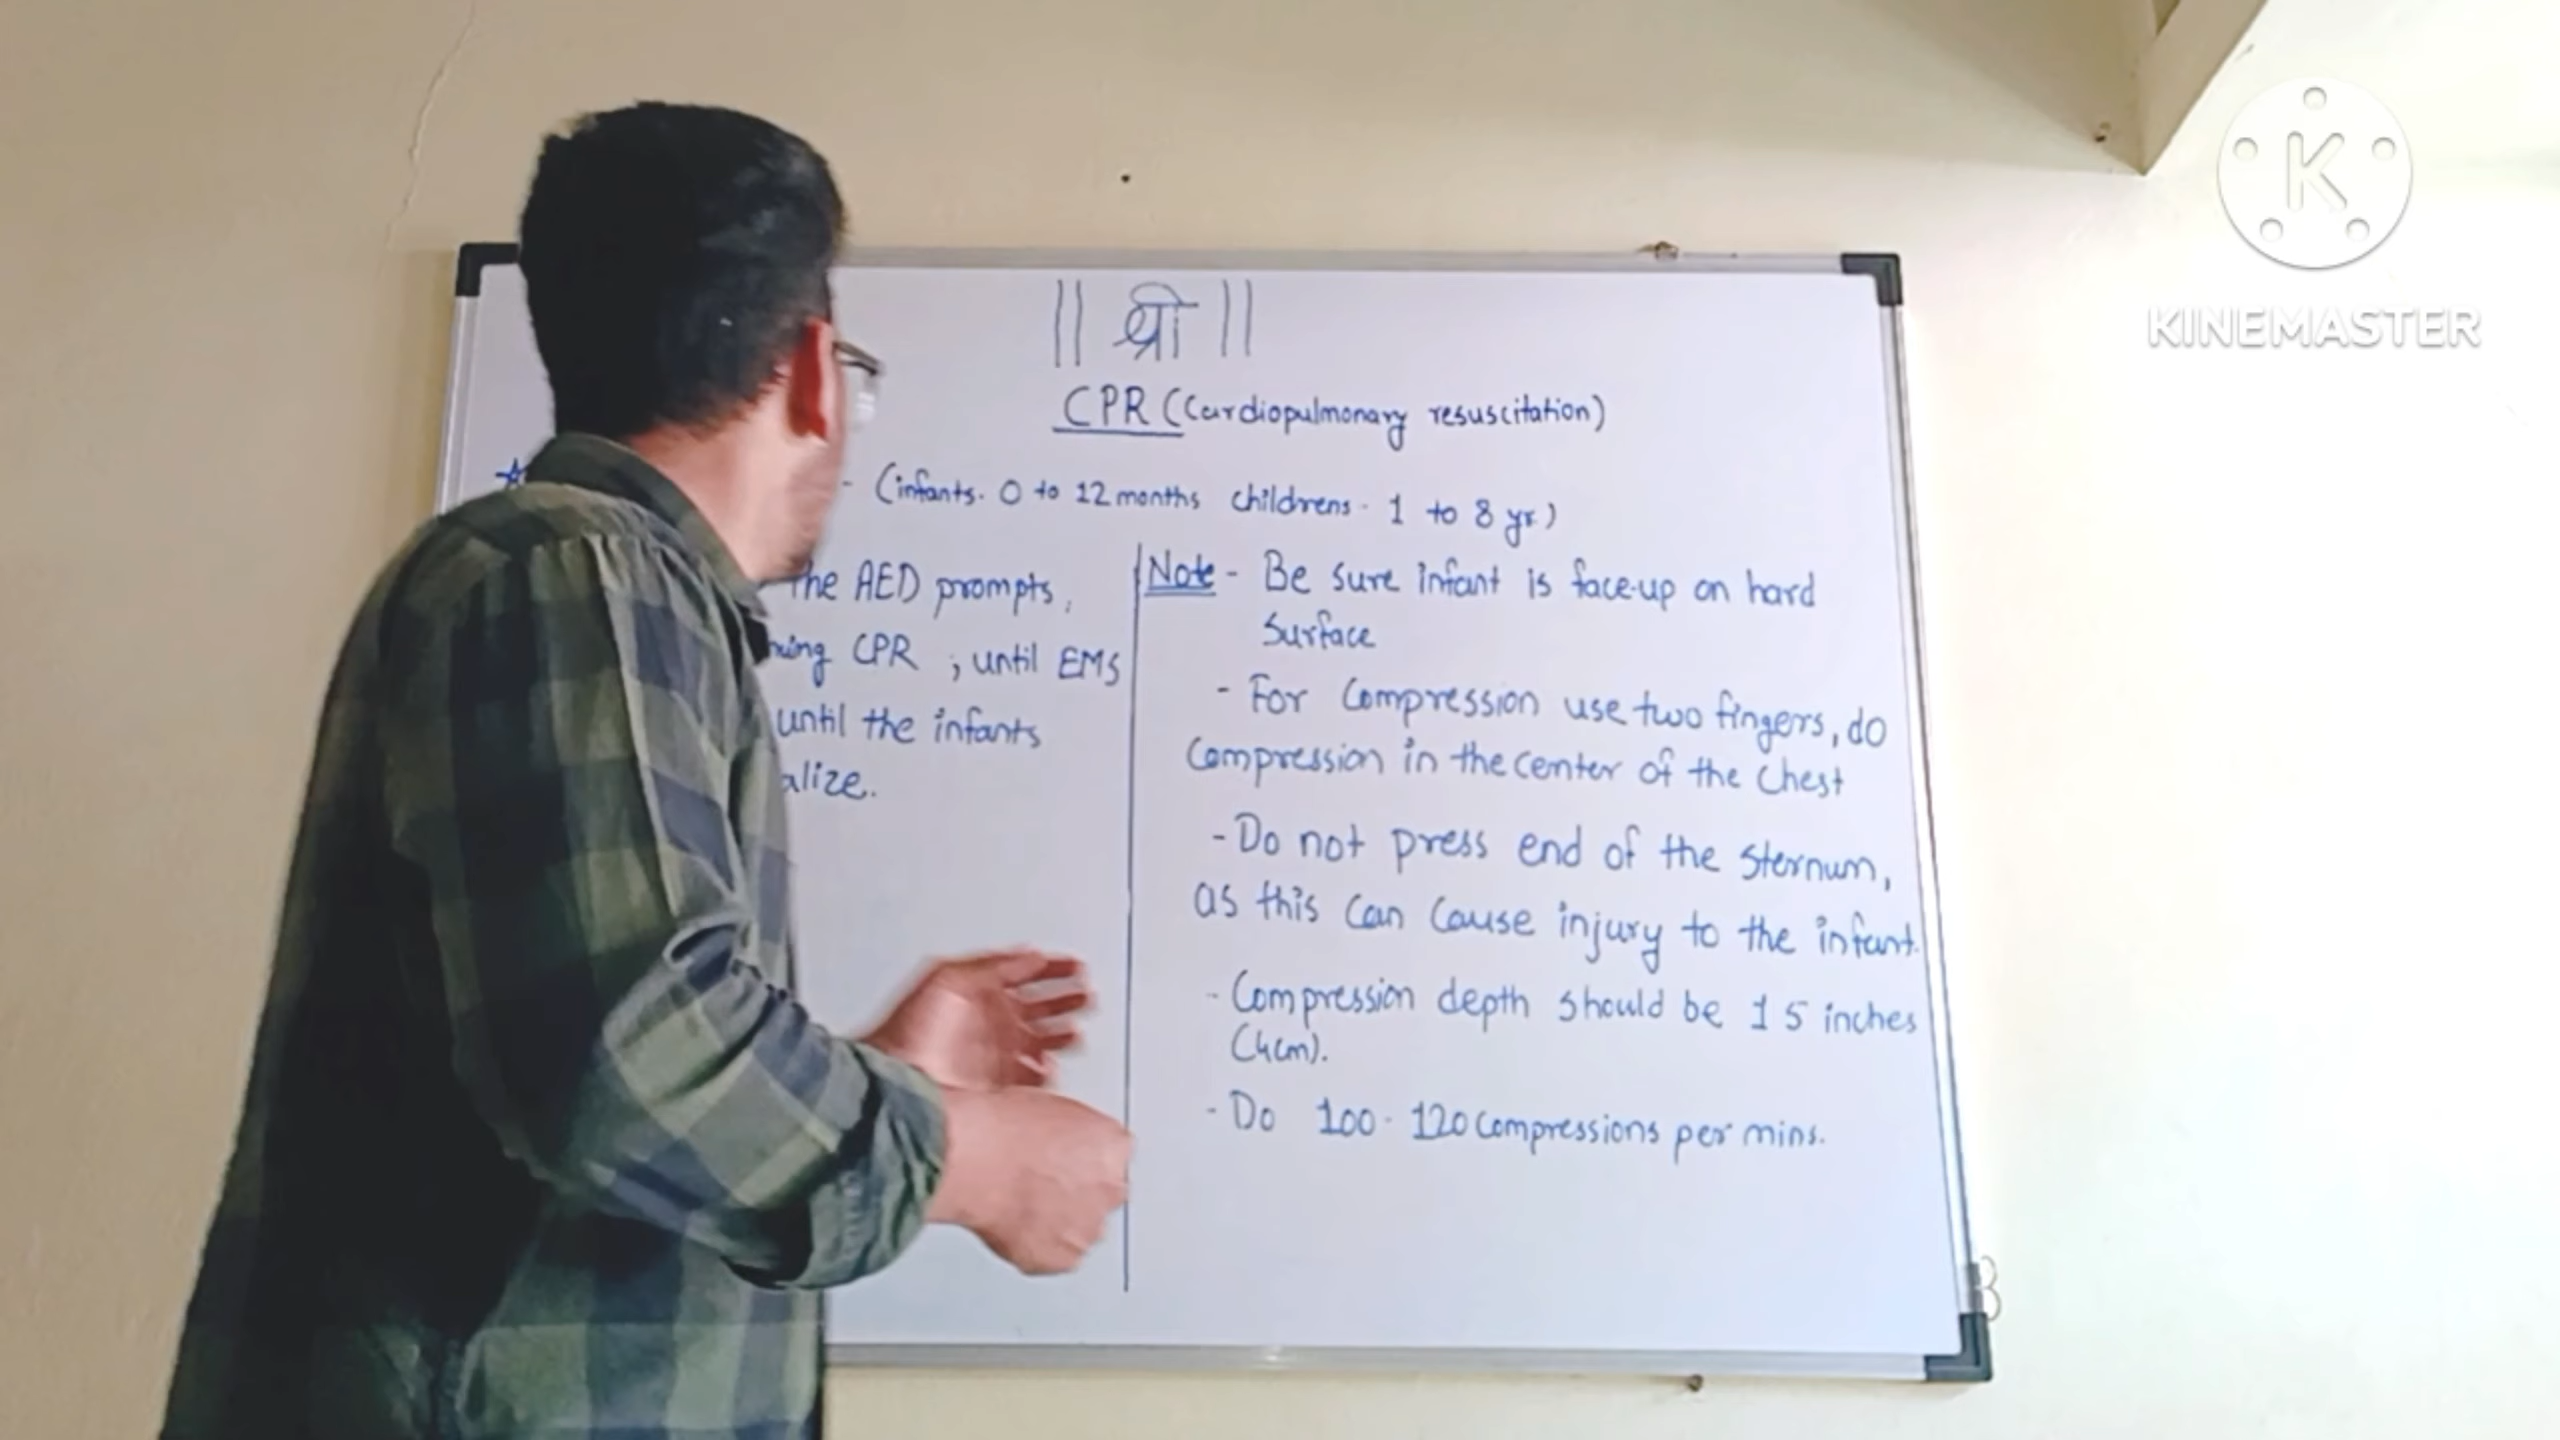 || श्री ||
CPR (Cardiopulmonary resuscitation)
- (infants. 0 to 12 months childrens. 1 to 8 yr)
the AED prompts,
CPR, until EMS
until the infants
Note - Be sure infant is face-up on hard
surface
- For compression use two fingers, do
compression in the center of the chest
- Do not press end of the sternum,
as this can cause injury to the infant.
- Compression depth should be 1 5 inches
(4cm).
- Do 100 - 120 compressions per mins.
K
KINEMASTER